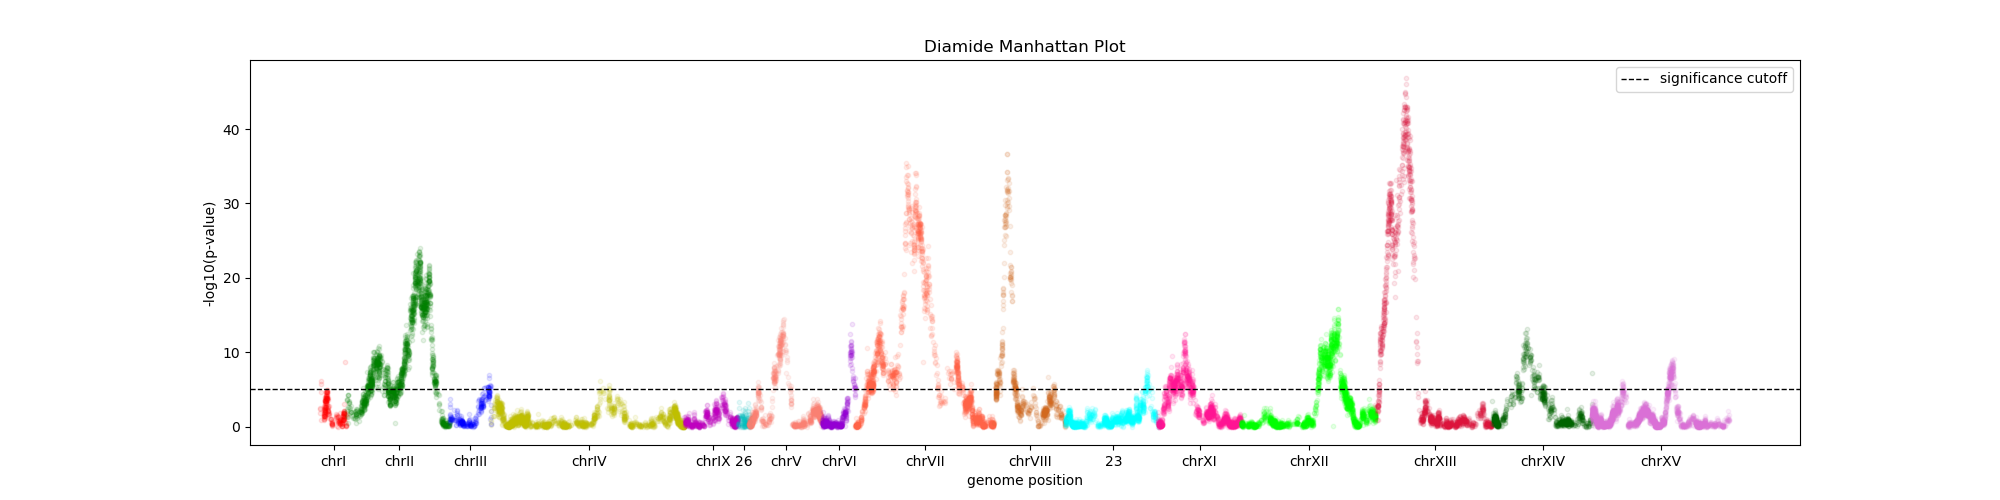 Diamide Manhattan Plot
significance cutoff
-log10(p-value)
40
30
20
10
0
chrI chrII chrIII chrIV chrIX 26 chrV chrVI chrVII chrVIII 23 chrXI chrXII chrXIII chrXIV chrXV
genome position